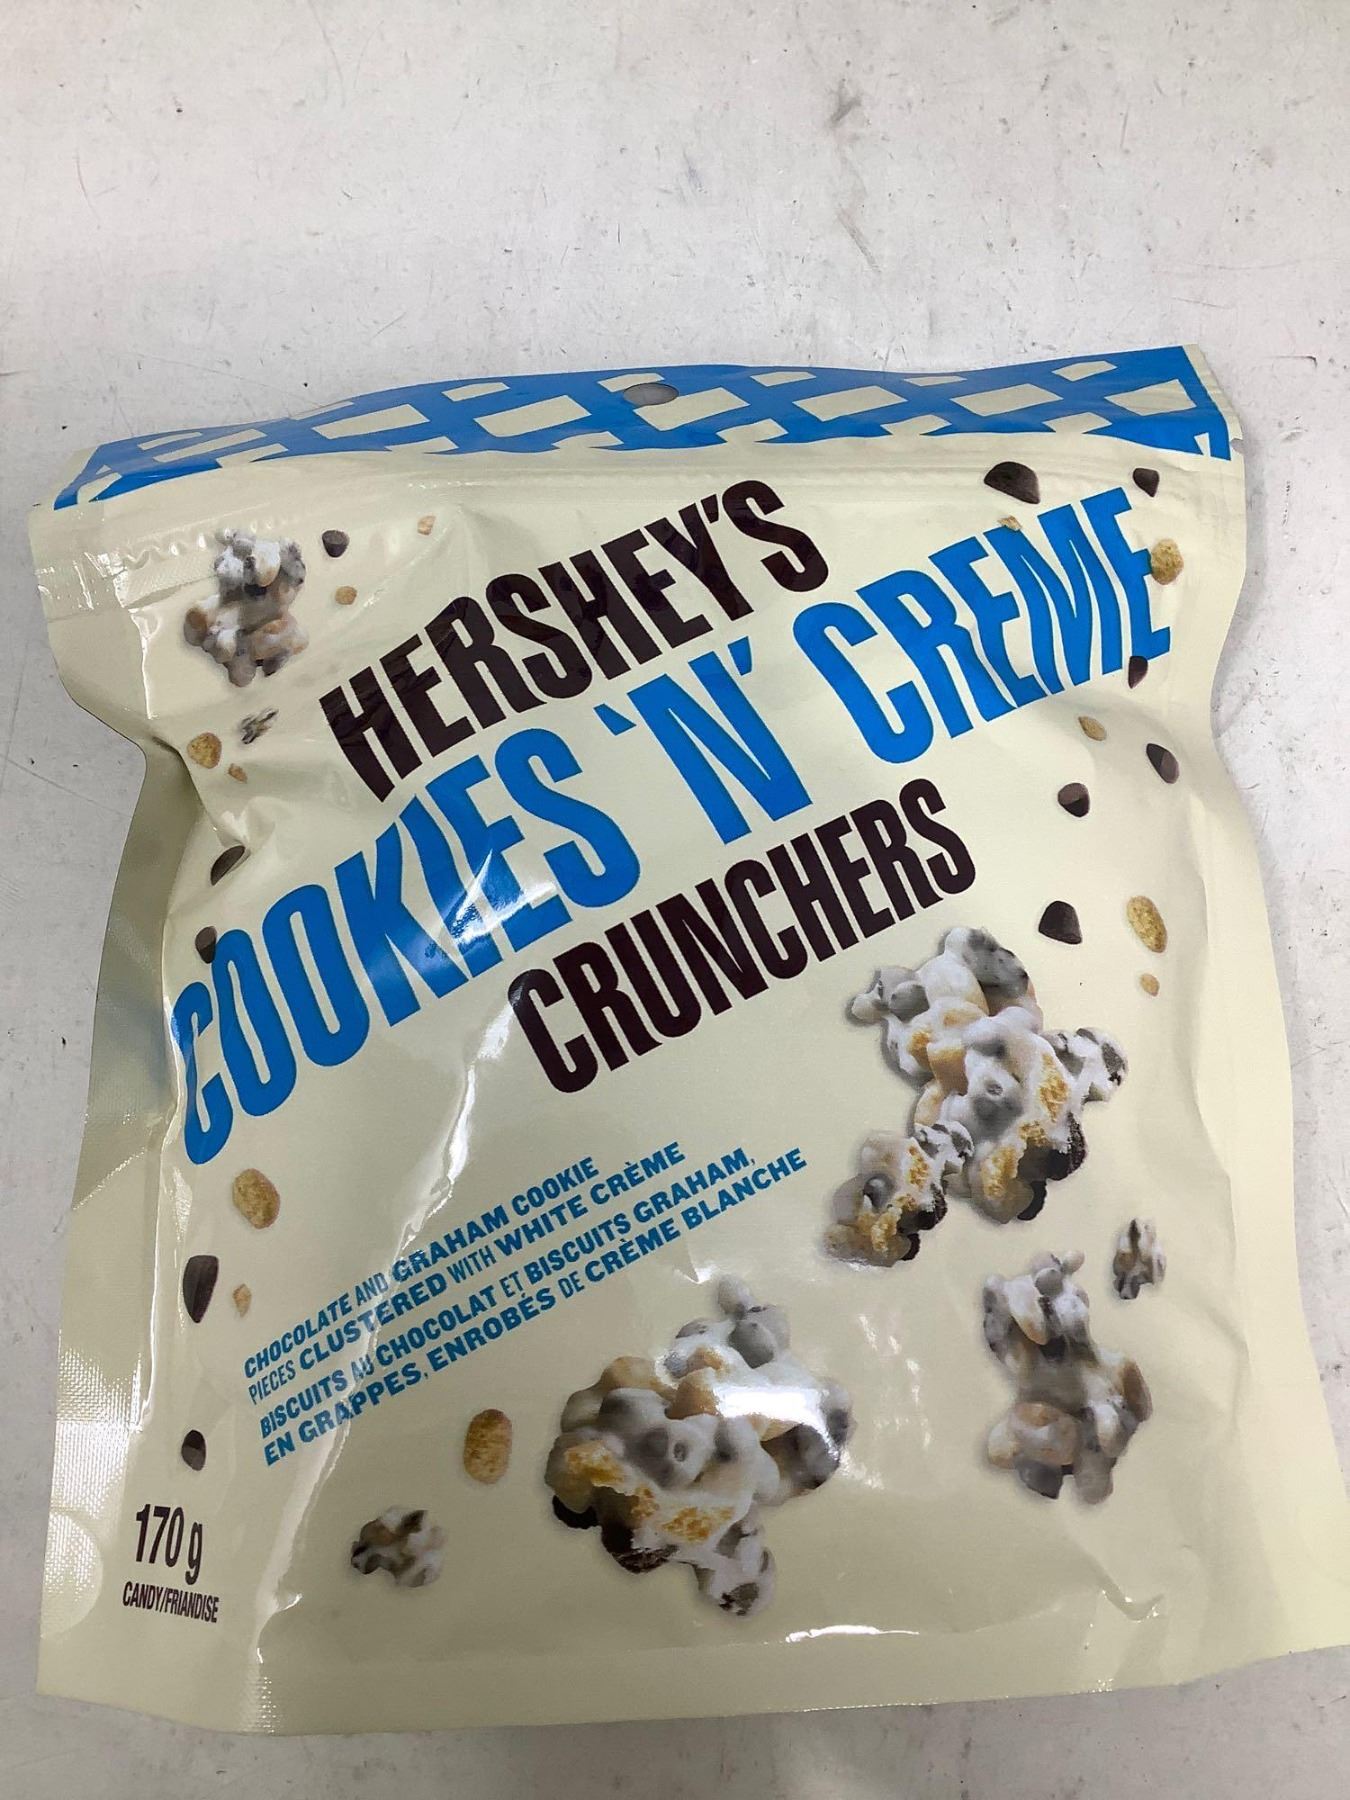 HERSHEY'S
COOKIES 'N' CREME
CRUNCHERS
CHOCOLATE AND GRAHAM COOKIE
PIECES CLUSTERED WITH WHITE CRÈME
BISCUITS AU CHOCOLAT ET BISCUITS GRAHAM,
EN GRAPPES, ENROBÉS DE CRÈME BLANCHE
170 g
CANDY/FRIANDISE